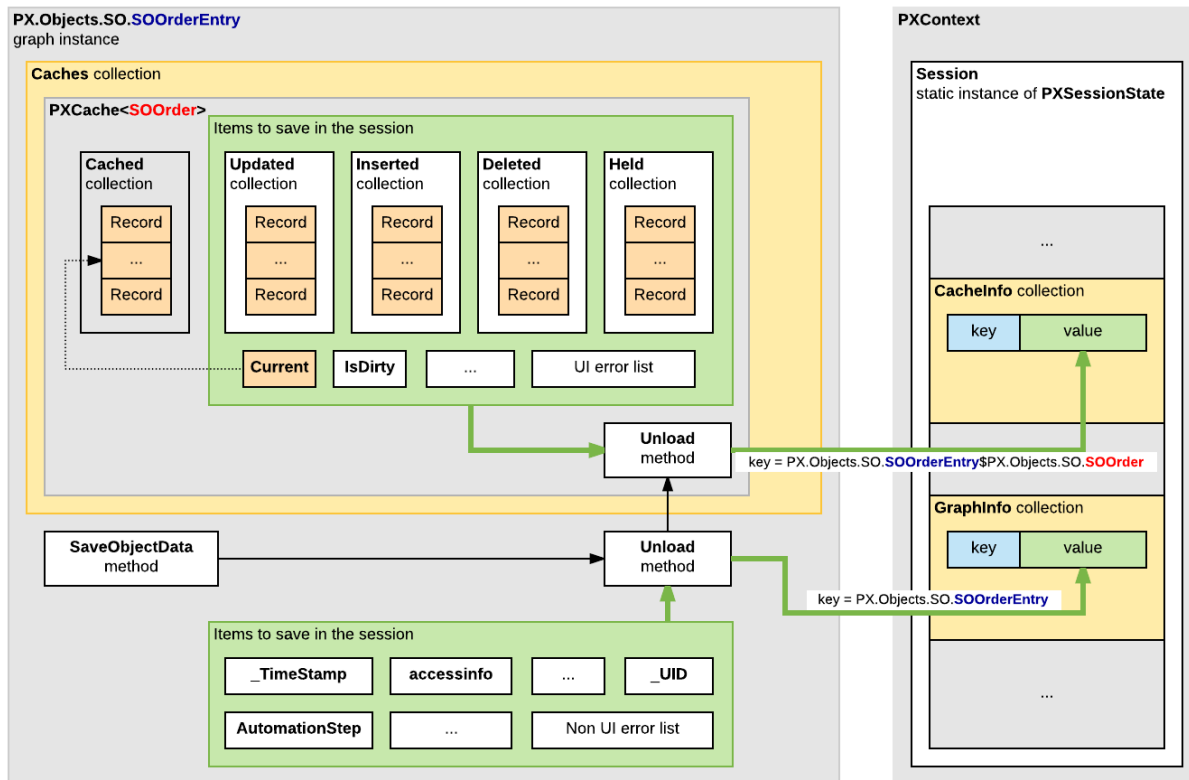 PX.Objects.SO.SOOrderEntry
graph instance
Caches collection
PXCache<SOOrder>
Items to save in the session
Cached
collection
Record
...
Record
Updated
collection
Record
...
Record
Inserted
collection
Record
...
Record
Deleted
collection
Record
...
Record
Held
collection
Record
...
Record
Current
IsDirty
...
UI error list
Unload
method
key = PX.Objects.SO.SOOrderEntry$PX.Objects.SO.SOOrder
SaveObjectData
method
Unload
method
key = PX.Objects.SO.SOOrderEntry
Items to save in the session
_TimeStamp
accessinfo
...
_UID
AutomationStep
...
Non UI error list
PXContext
Session
static instance of PXSessionState
...
CacheInfo collection
key
value
GraphInfo collection
key
value
...